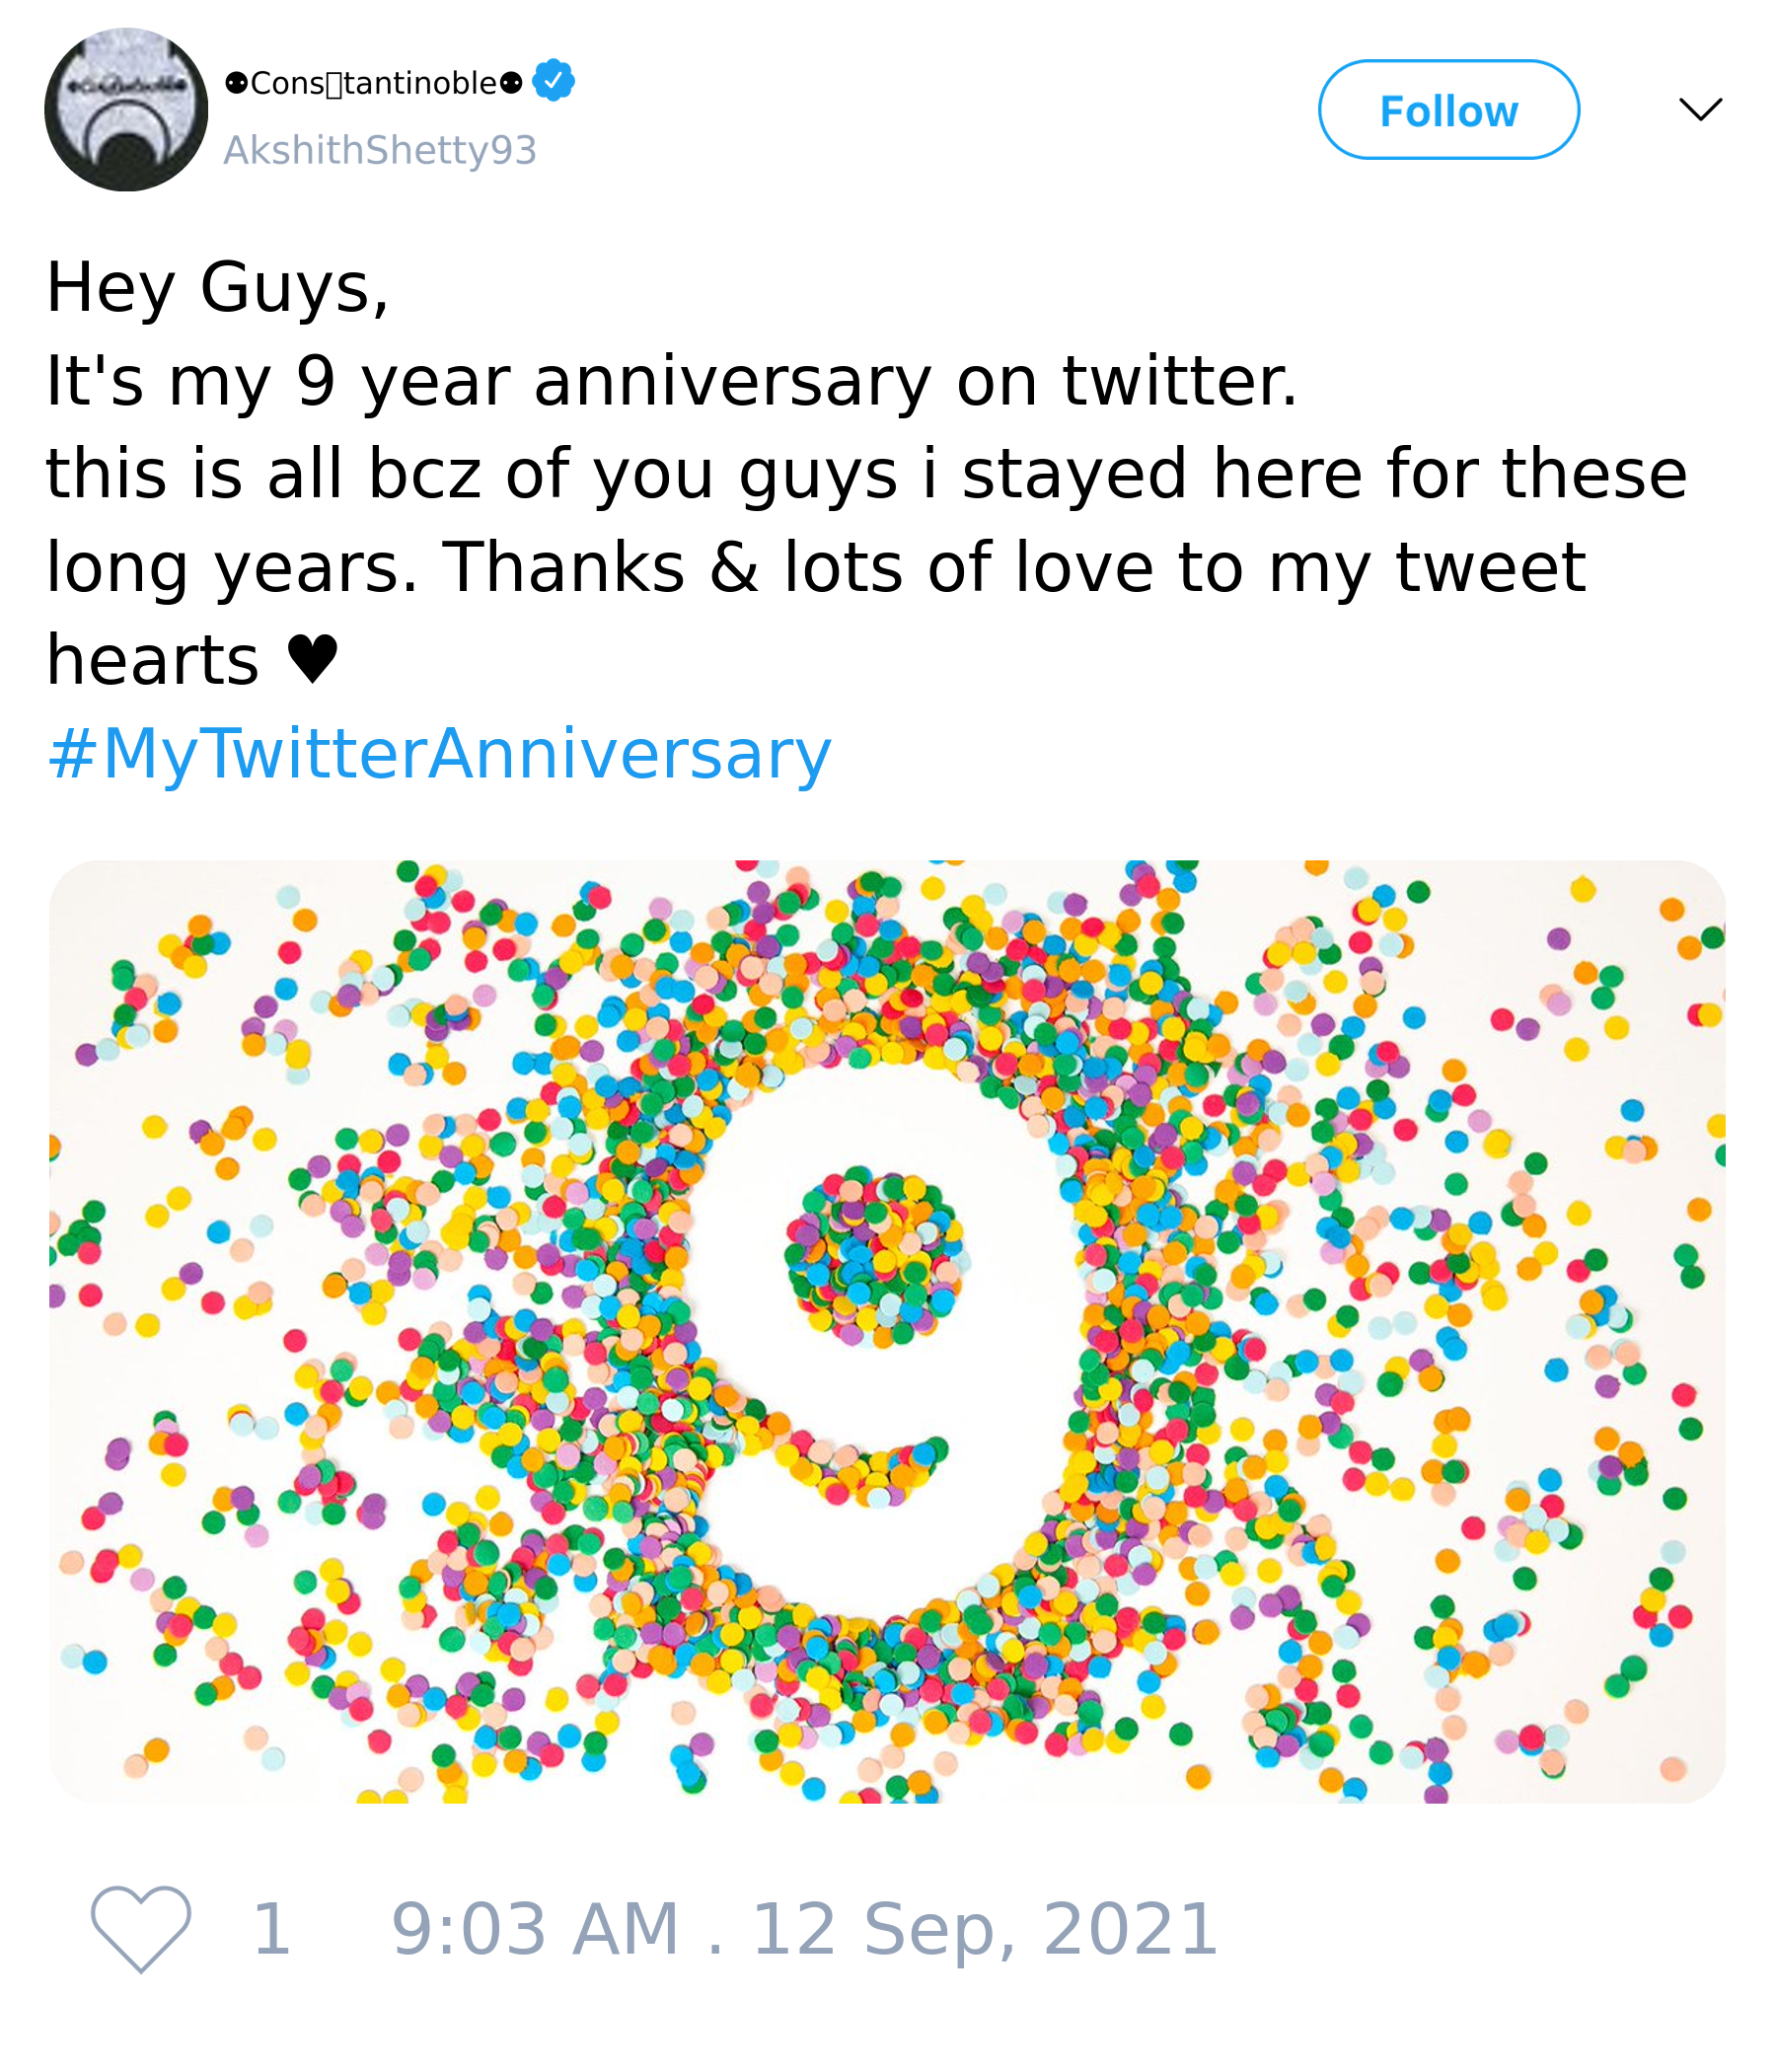 ⚉Cons▯tantinoble⚉
AkshithShetty93
Follow
Hey Guys,
It's my 9 year anniversary on twitter.
this is all bcz of you guys i stayed here for these
long years. Thanks & lots of love to my tweet
hearts ♥
#MyTwitterAnniversary
9
1 9:03 AM . 12 Sep, 2021